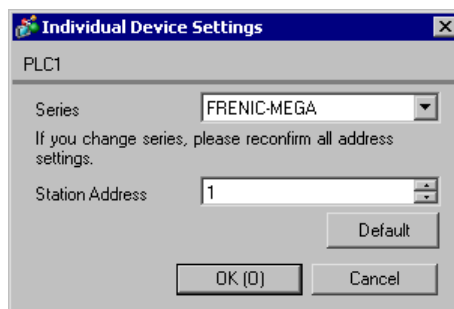 Individual Device Settings
PLC1
Series FRENIC-MEGA
If you change series, please reconfirm all address
settings.
Station Address 1
Default
OK (O) Cancel